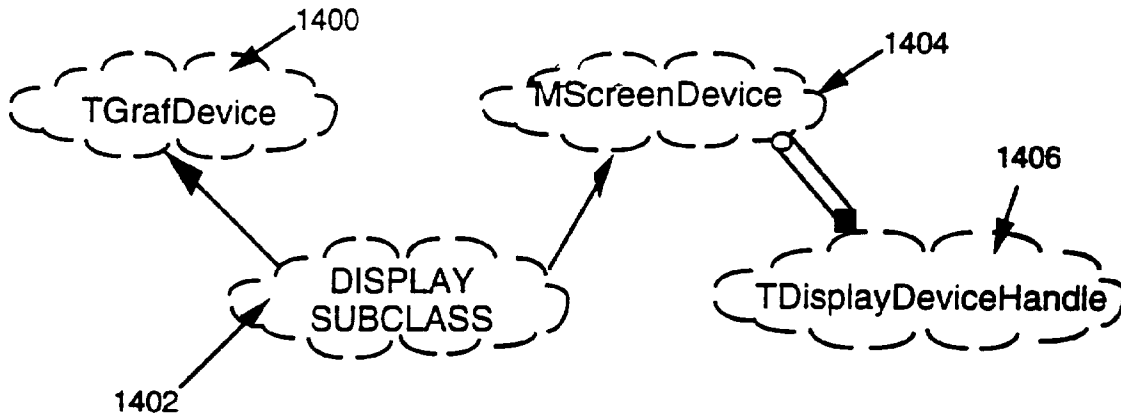 1400
1404
TGrafDevice
MScreenDevice
1406
DISPLAY
SUBCLASS
TDisplayDeviceHandle
1402